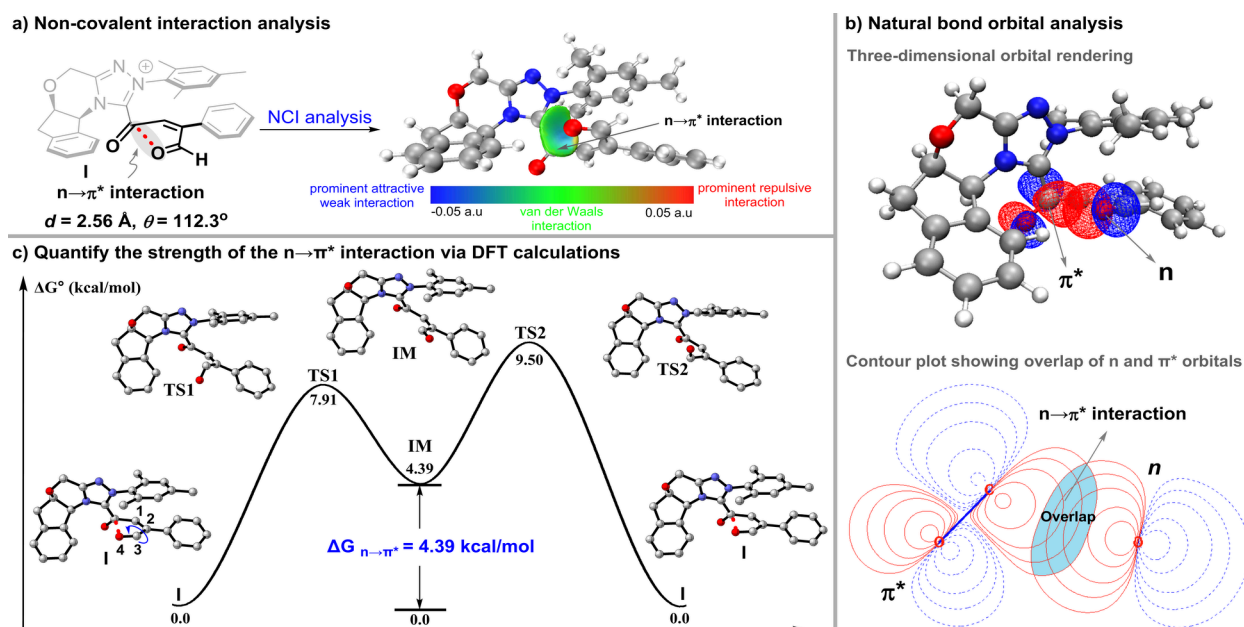 a) Non-covalent interaction analysis
N
N
N
O
N
O
O
H
I
n→π* interaction
d = 2.56 Å, θ = 112.3º
NCI analysis
n→π* interaction
prominent attractive
weak interaction
-0.05 a.u
van der Waals
interaction
0.05 a.u
prominent repulsive
interaction
b) Natural bond orbital analysis
Three-dimensional orbital rendering
π*
n
Contour plot showing overlap of n and π* orbitals
n→π* interaction
n
Overlap
π*
c) Quantify the strength of the n→π* interaction via DFT calculations
ΔG° (kcal/mol)
TS1
IM
TS2
TS1
7.91
IM
4.39
TS2
9.50
1
2
3
4
I
I
ΔG n→π* = 4.39 kcal/mol
I
0.0
0.0
I
0.0